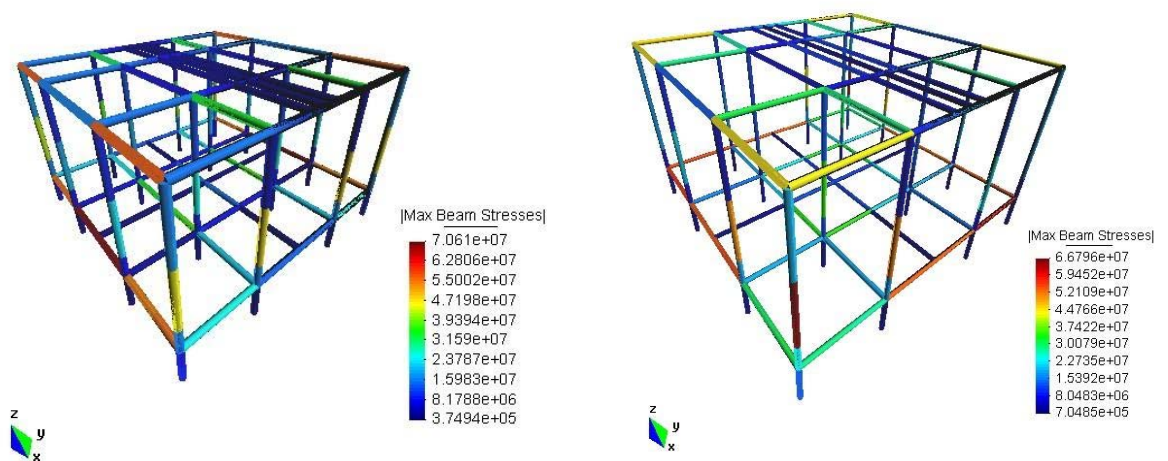 |Max Beam Stresses|
7.061e+07
6.2806e+07
5.5002e+07
4.7198e+07
3.9394e+07
3.159e+07
2.3787e+07
1.5983e+07
8.1788e+06
3.7494e+05
z
y
x
|Max Beam Stresses|
6.6796e+07
5.9452e+07
5.2109e+07
4.4766e+07
3.7422e+07
3.0079e+07
2.2735e+07
1.5392e+07
8.0483e+06
7.0485e+05
z
y
x